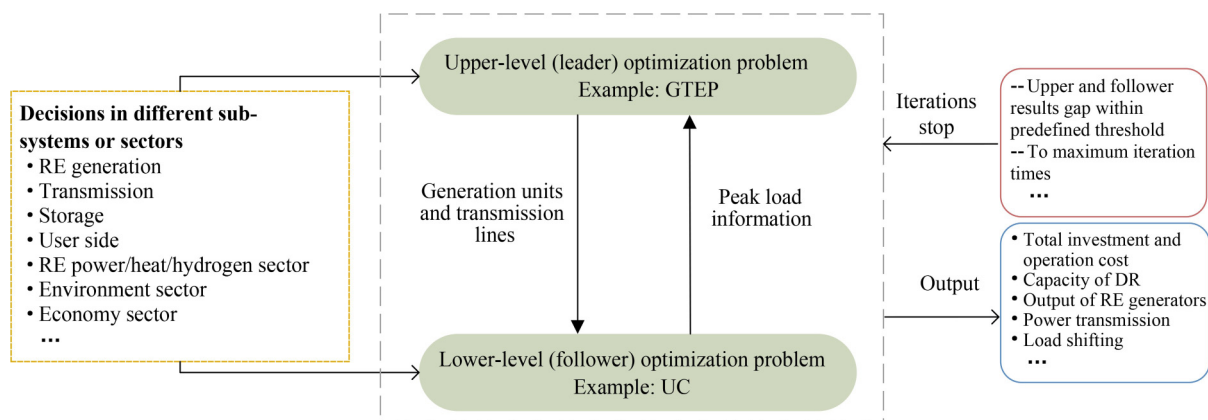 Decisions in different sub-
systems or sectors
• RE generation
• Transmission
• Storage
• User side
• RE power/heat/hydrogen sector
• Environment sector
• Economy sector
...
Upper-level (leader) optimization problem
Example: GTEP
Generation units
and transmission
lines
Peak load
information
Lower-level (follower) optimization problem
Example: UC
Iterations
stop
-- Upper and follower
results gap within
predefined threshold
-- To maximum iteration
times
...
Output
• Total investment and
operation cost
• Capacity of DR
• Output of RE generators
• Power transmission
• Load shifting
...